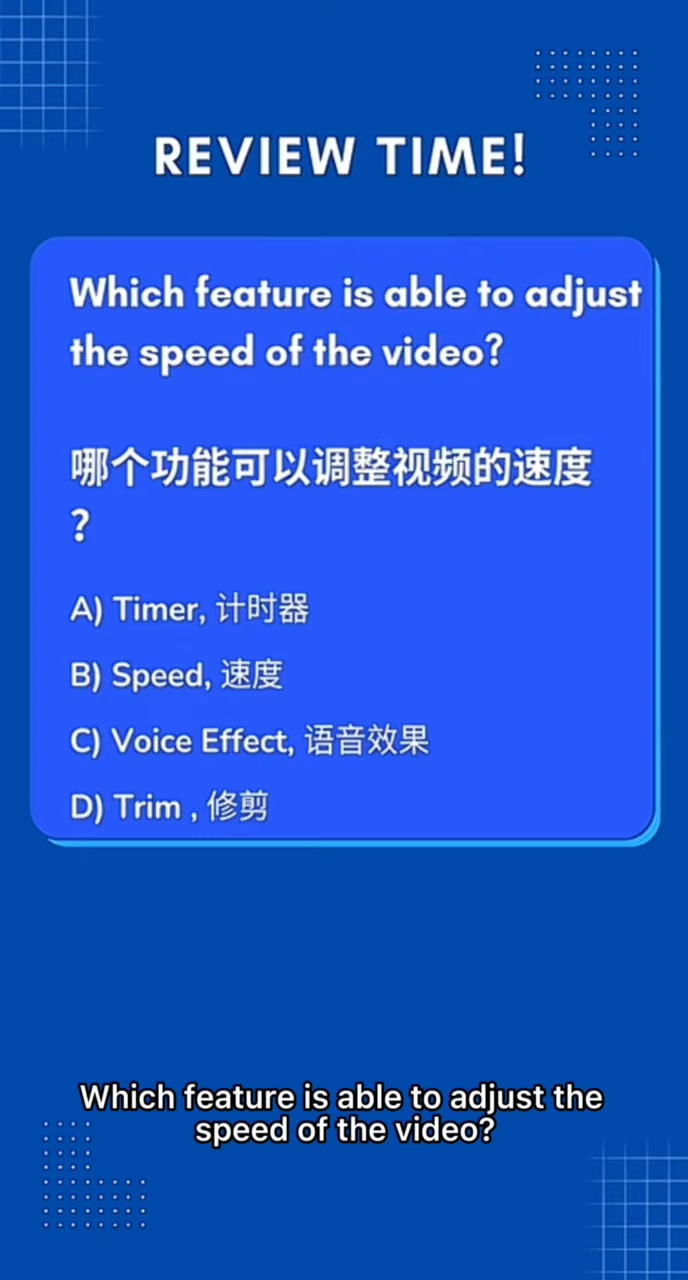 REVIEW TIME!
Which feature is able to adjust
the speed of the video?
哪个功能可以调整视频的速度
?
A) Timer, 计时器
B) Speed, 速度
C) Voice Effect, 语音效果
D) Trim , 修剪
Which feature is able to adjust the
speed of the video?